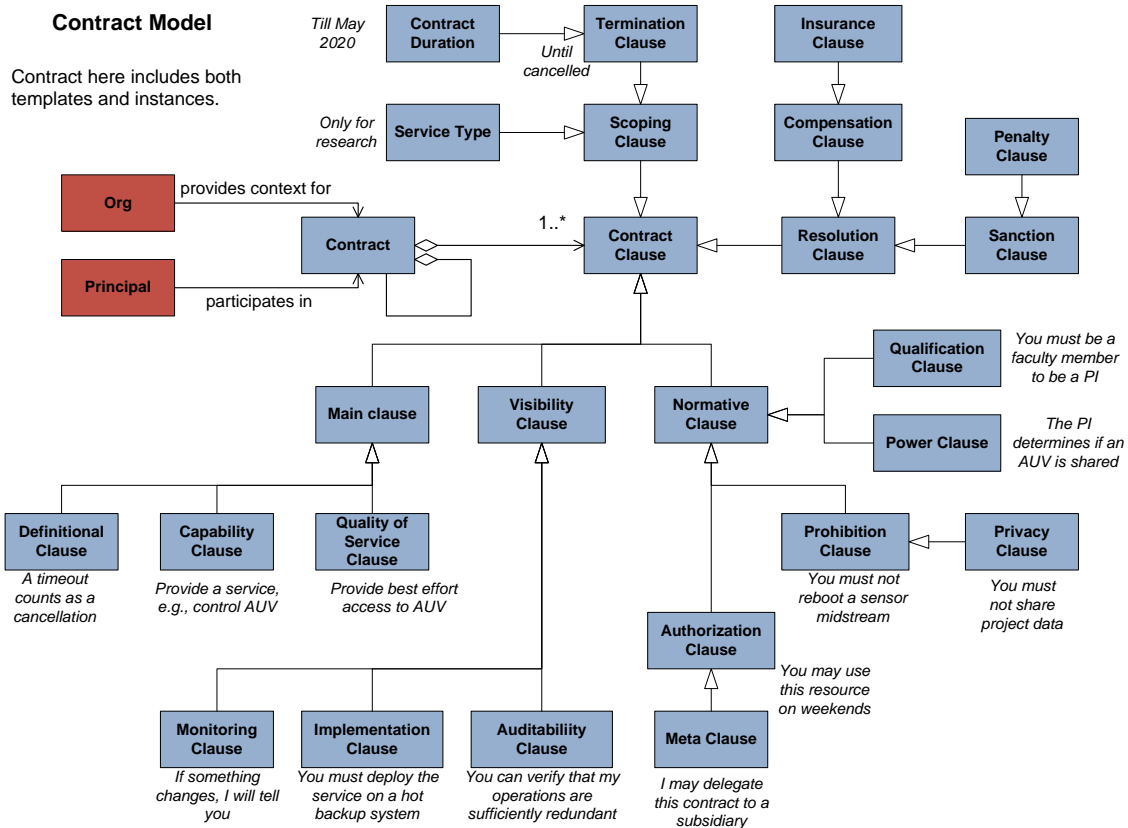 Contract Model
Contract here includes both
templates and instances.
Till May
2020
Contract
Duration
Until
cancelled
Termination
Clause
Insurance
Clause
Only for
research
Service Type
Scoping
Clause
Compensation
Clause
Penalty
Clause
Org
provides context for
Contract
1..*
Contract
Clause
Resolution
Clause
Sanction
Clause
Principal
participates in
Main clause
Visibility
Clause
Normative
Clause
Qualification
Clause
You must be a
faculty member
to be a PI
Power Clause
The PI
determines if an
AUV is shared
Definitional
Clause
A timeout
counts as a
cancellation
Capability
Clause
Provide a service,
e.g., control AUV
Quality of
Service
Clause
Provide best effort
access to AUV
Prohibition
Clause
You must not
reboot a sensor
midstream
Privacy
Clause
You must
not share
project data
Authorization
Clause
You may use
this resource
on weekends
Monitoring
Clause
If something
changes, I will tell
you
Implementation
Clause
You must deploy the
service on a hot
backup system
Auditabiliity
Clause
You can verify that my
operations are
sufficiently redundant
Meta Clause
I may delegate
this contract to a
subsidiary